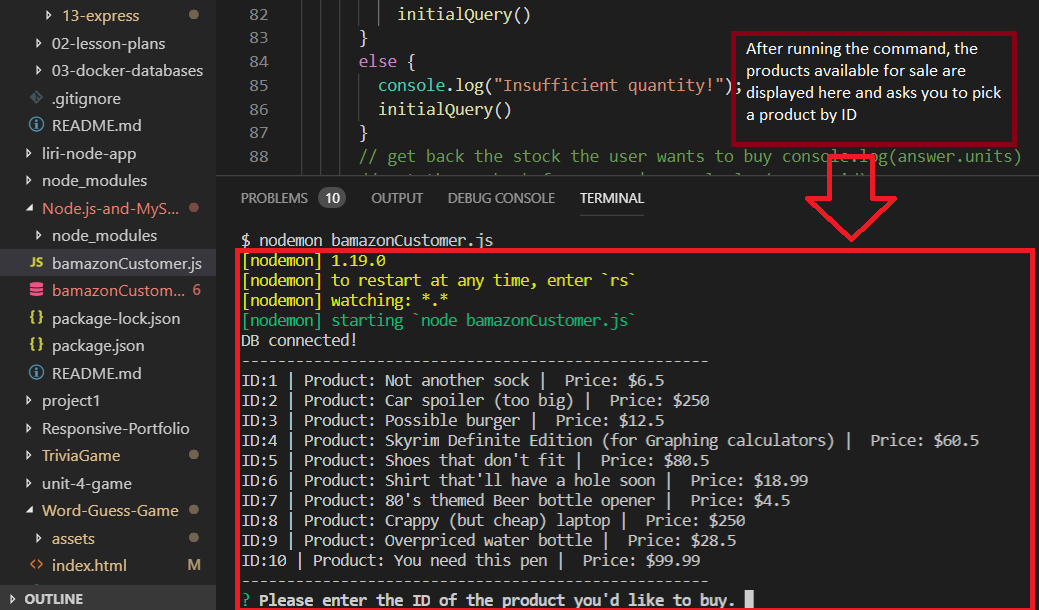 13-express
02-lesson-plans
03-docker-databases
.gitignore
README.md
liri-node-app
node_modules
Node.js-and-MyS...
node_modules
JS bamazonCustomer.js
bamazonCustom... 6
{} package-lock.json
{} package.json
README.md
project1
Responsive-Portfolio
TriviaGame
unit-4-game
Word-Guess-Game
assets
<> index.html M
OUTLINE
82 initialQuery()
83 }
84 else {
85 console.log("Insufficient quantity!");
86 initialQuery()
87 }
88 // get back the stock the user wants to buy console.log(answer.units)
After running the command, the
products available for sale are
displayed here and asks you to pick
a product by ID
PROBLEMS 10 OUTPUT DEBUG CONSOLE TERMINAL
$ nodemon bamazonCustomer.js
[nodemon] 1.19.0
[nodemon] to restart at any time, enter `rs`
[nodemon] watching: *.*
[nodemon] starting `node bamazonCustomer.js`
DB connected!
----------------------------------------------------
ID:1 | Product: Not another sock |  Price: $6.5
ID:2 | Product: Car spoiler (too big) |  Price: $250
ID:3 | Product: Possible burger |  Price: $12.5
ID:4 | Product: Skyrim Definite Edition (for Graphing calculators) |  Price: $60.5
ID:5 | Product: Shoes that don't fit |  Price: $80.5
ID:6 | Product: Shirt that'll have a hole soon |  Price: $18.99
ID:7 | Product: 80's themed Beer bottle opener |  Price: $4.5
ID:8 | Product: Crappy (but cheap) laptop |  Price: $250
ID:9 | Product: Overpriced water bottle |  Price: $28.5
ID:10 | Product: You need this pen |  Price: $99.99
----------------------------------------------------
? Please enter the ID of the product you'd like to buy.